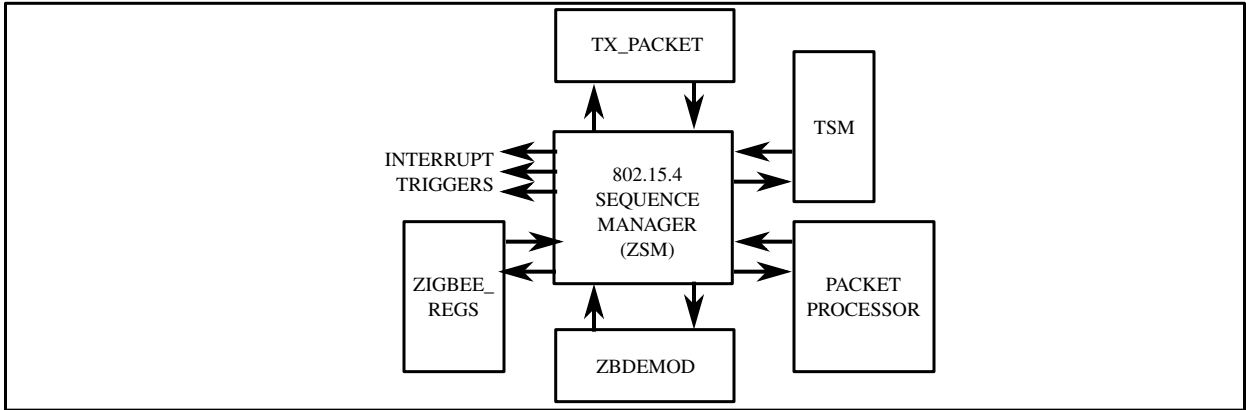 TX_PACKET
TSM
INTERRUPT
TRIGGERS
802.15.4
SEQUENCE
MANAGER
(ZSM)
ZIGBEE_
REGS
PACKET
PROCESSOR
ZBDEMOD